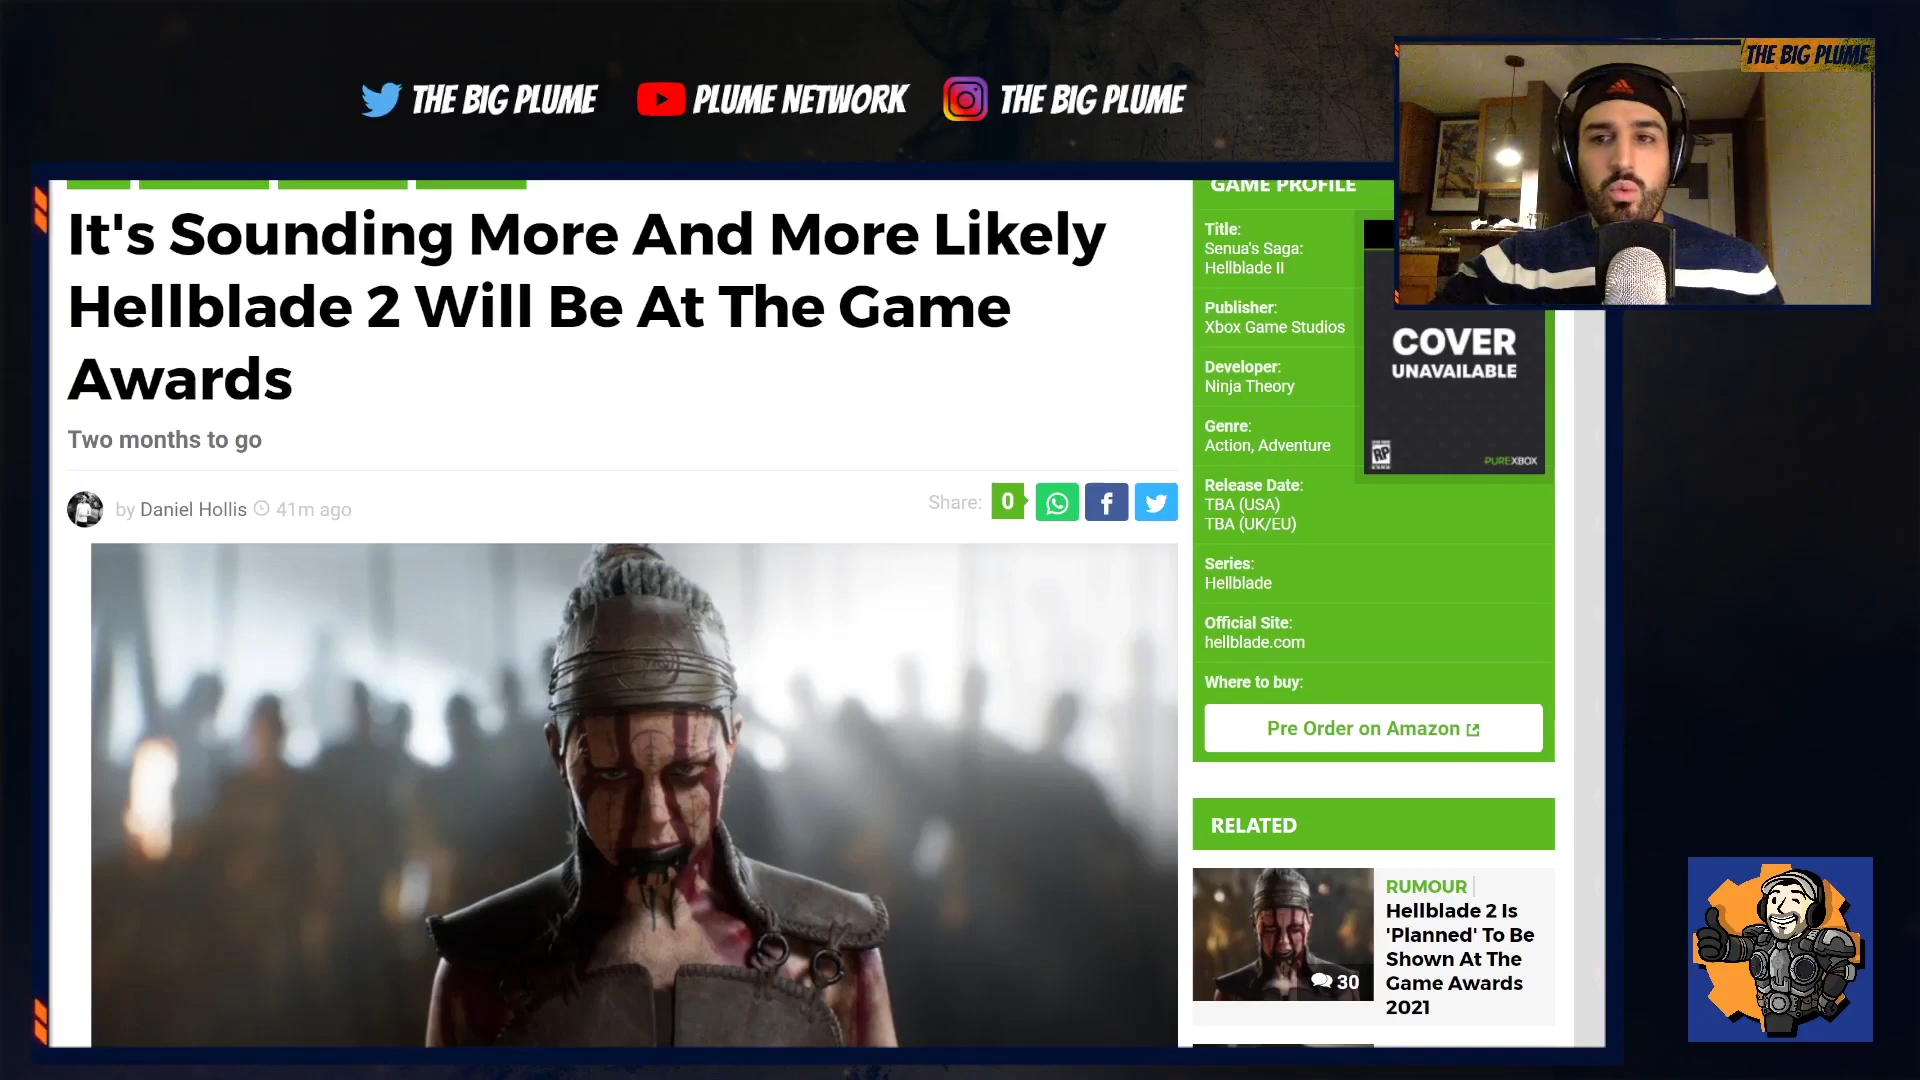 THE BIG PLUME
PLUME NETWORK
THE BIG PLUME
THE BIG PLUME
It's Sounding More And More Likely
Hellblade 2 Will Be At The Game
Awards
Two months to go
by Daniel Hollis 41m ago
Share: 0
GAME PROFILE
Title:
Senua's Saga:
Hellblade II
Publisher:
Xbox Game Studios
Developer:
Ninja Theory
Genre:
Action, Adventure
Release Date:
TBA (USA)
TBA (UK/EU)
Series:
Hellblade
Official Site:
hellblade.com
Where to buy:
Pre Order on Amazon
COVER
UNAVAILABLE
RP
PUREXBOX
RELATED
30
RUMOUR
Hellblade 2 Is
'Planned' To Be
Shown At The
Game Awards
2021